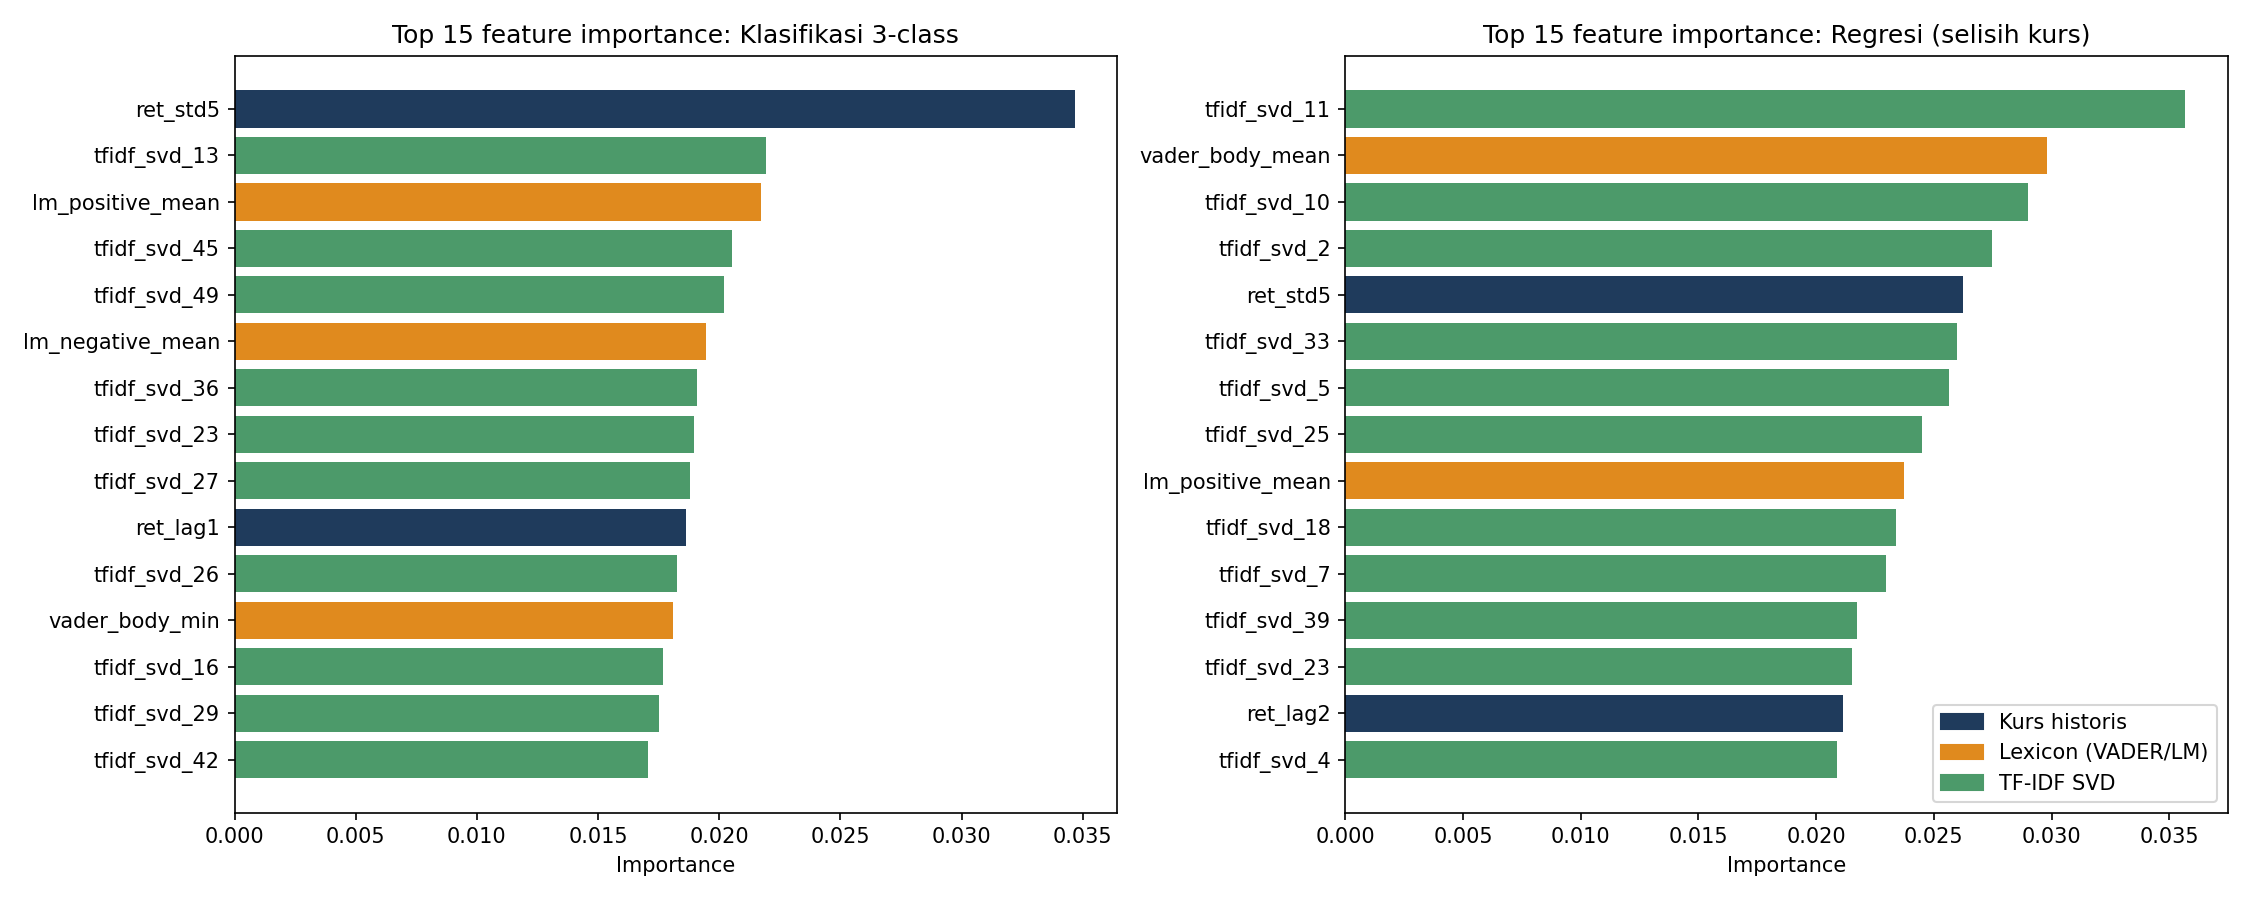 Top 15 feature importance: Klasifikasi 3-class
ret_std5
tfidf_svd_13
lm_positive_mean
tfidf_svd_45
tfidf_svd_49
lm_negative_mean
tfidf_svd_36
tfidf_svd_23
tfidf_svd_27
ret_lag1
tfidf_svd_26
vader_body_min
tfidf_svd_16
tfidf_svd_29
tfidf_svd_42
0.000 0.005 0.010 0.015 0.020 0.025 0.030 0.035
Importance
Top 15 feature importance: Regresi (selisih kurs)
tfidf_svd_11
vader_body_mean
tfidf_svd_10
tfidf_svd_2
ret_std5
tfidf_svd_33
tfidf_svd_5
tfidf_svd_25
lm_positive_mean
tfidf_svd_18
tfidf_svd_7
tfidf_svd_39
tfidf_svd_23
ret_lag2
tfidf_svd_4
Kurs historis
Lexicon (VADER/LM)
TF-IDF SVD
0.000 0.005 0.010 0.015 0.020 0.025 0.030 0.035
Importance